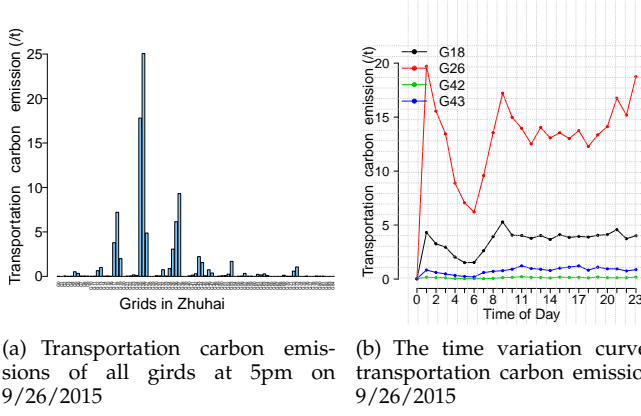 Transportation carbon emission (/t)
25
20
15
10
5
0
Grids in Zhuhai
Transportation carbon emission (/t)
20
15
10
5
0
G18
G26
G42
G43
0 1 2 4 6 8 11 14 17 20 23
Time of Day
(a) Transportation carbon emis-
sions of all girds at 5pm on
9/26/2015
(b) The time variation curve
transportation carbon emission
9/26/2015